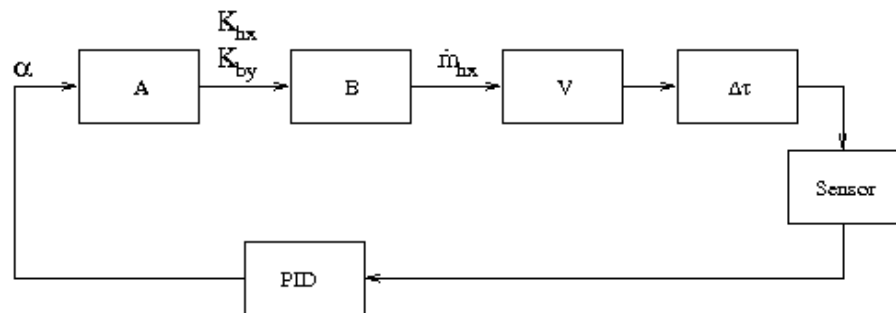 K_hx
α
A
K_by
B
ṁ_hx
V
Δτ
Sensor
PID